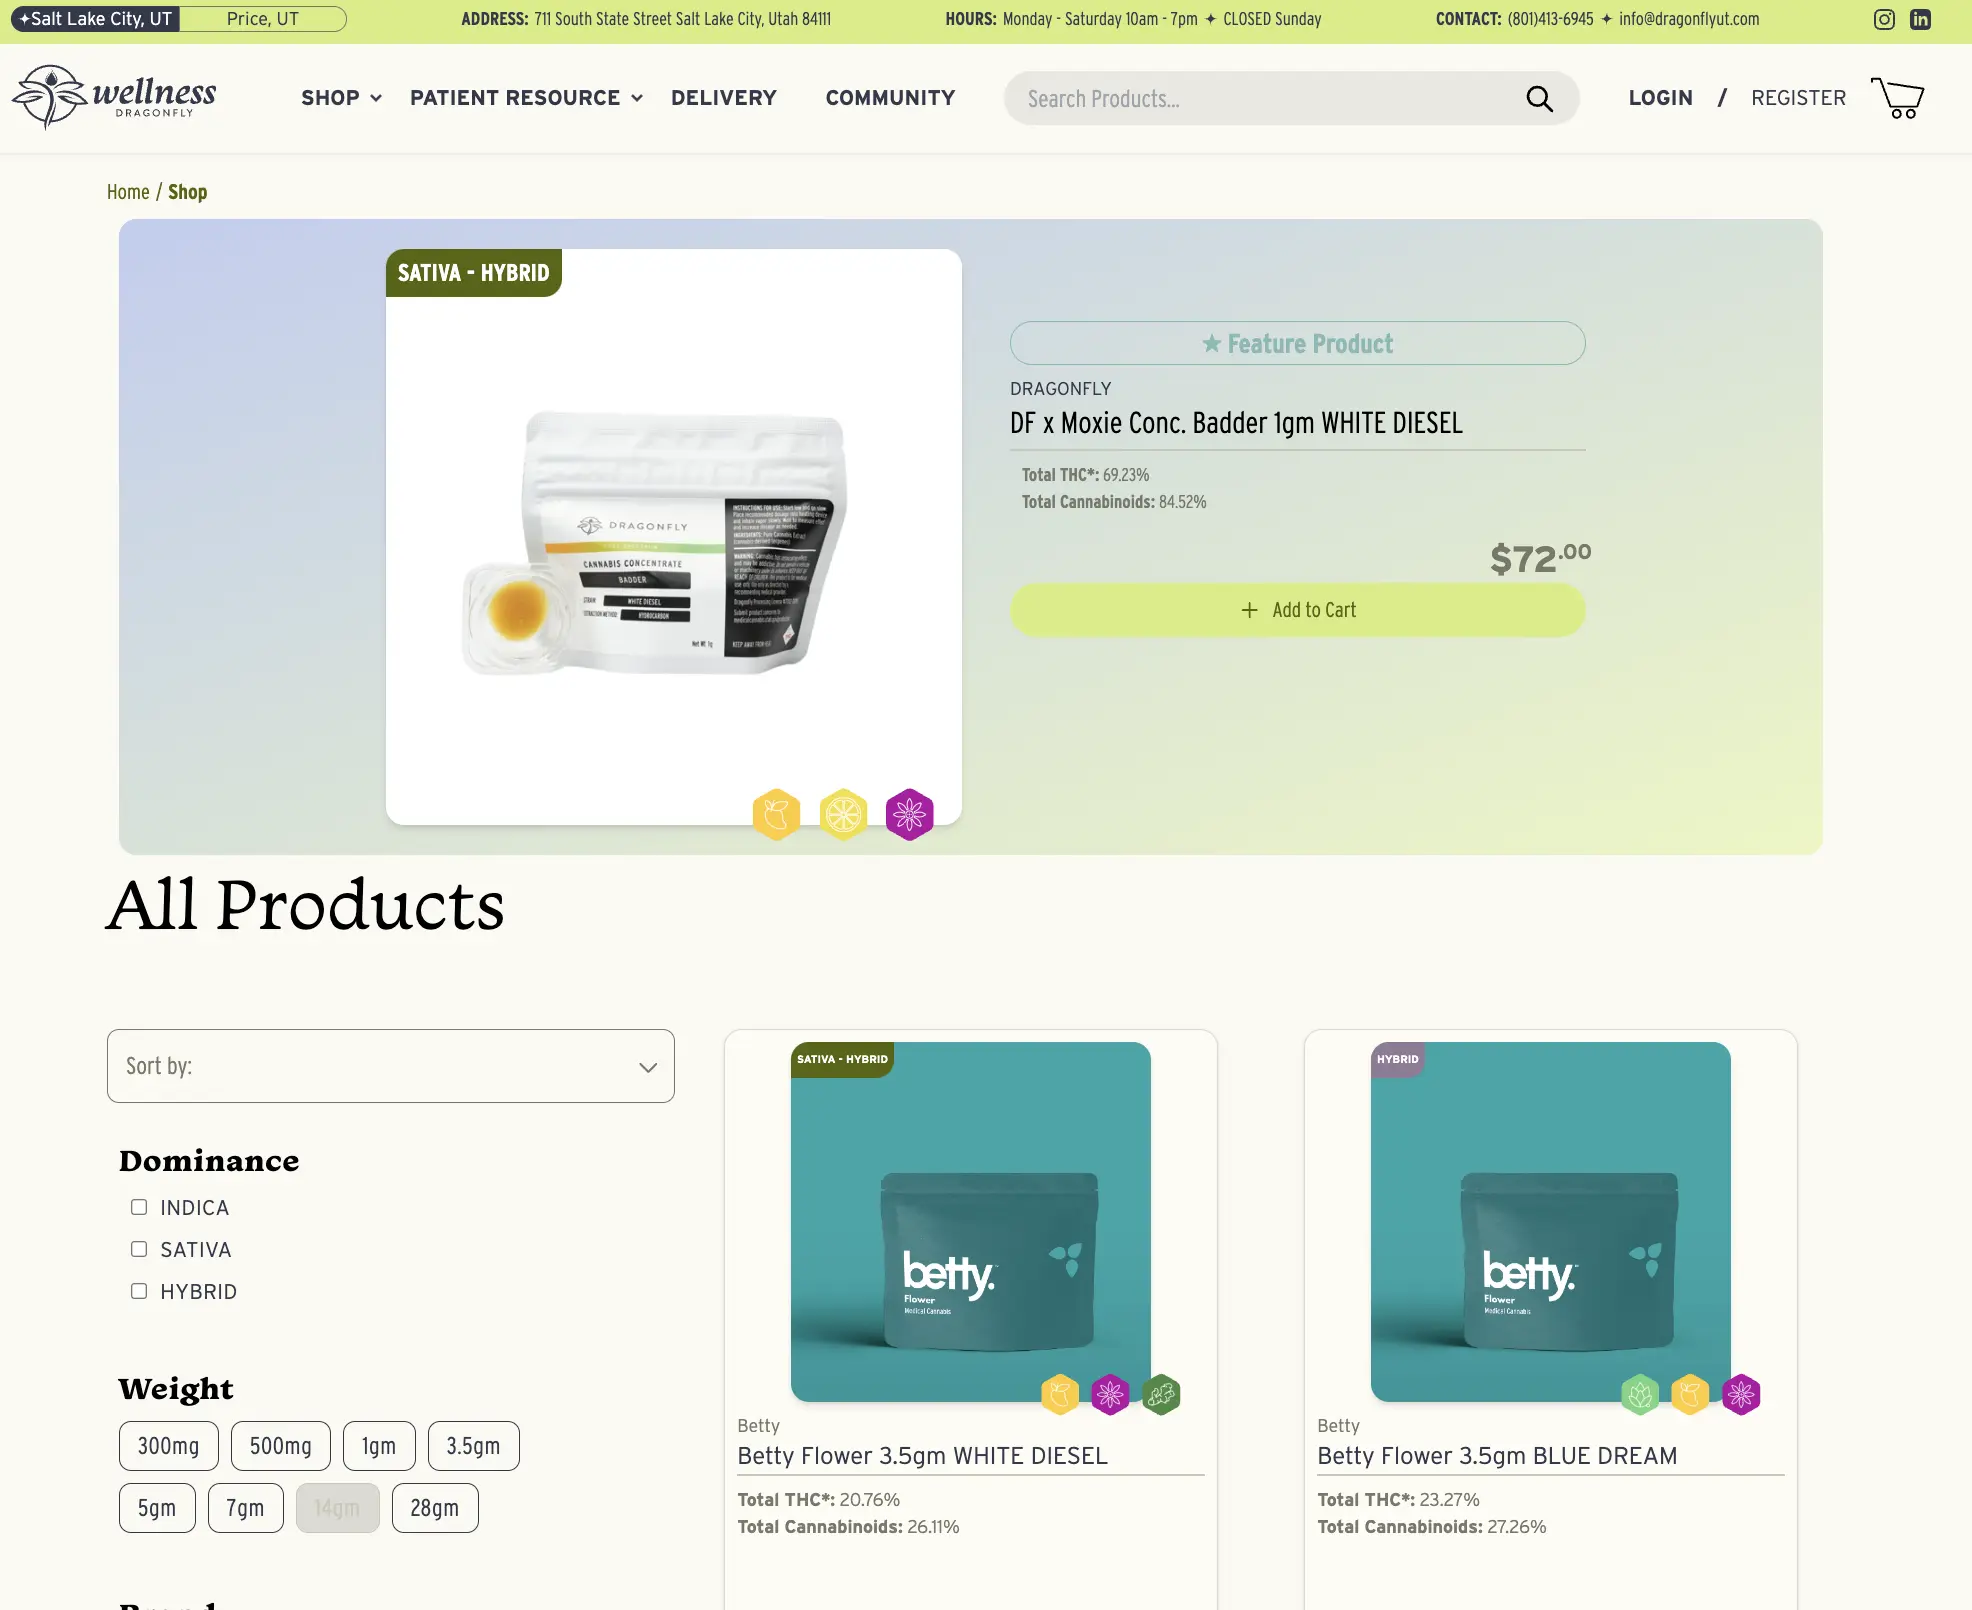 ✦Salt Lake City, UT
Price, UT
ADDRESS: 711 South State Street Salt Lake City, Utah 84111
HOURS: Monday - Saturday 10am - 7pm ✦ CLOSED Sunday
CONTACT: (801)413-6945 ✦ info@dragonflyut.com
wellness
DRAGONFLY
SHOP
PATIENT RESOURCE
DELIVERY
COMMUNITY
Search Products...
LOGIN / REGISTER
Home / Shop
SATIVA - HYBRID
DRAGONFLY
CANNABIS CONCENTRATE
BADDER
STRAIN WHITE DIESEL
EXTRACTION METHOD HYDROCARBON
Net Wt. 1g
★ Feature Product
DRAGONFLY
DF x Moxie Conc. Badder 1gm WHITE DIESEL
Total THC*: 69.23%
Total Cannabinoids: 84.52%
$72.00
+ Add to Cart
All Products
Sort by:
Dominance
INDICA
SATIVA
HYBRID
Weight
300mg
500mg
1gm
3.5gm
5gm
7gm
14gm
28gm
SATIVA - HYBRID
betty.
Flower
Medical Cannabis
Betty
Betty Flower 3.5gm WHITE DIESEL
Total THC*: 20.76%
Total Cannabinoids: 26.11%
HYBRID
betty.
Flower
Medical Cannabis
Betty
Betty Flower 3.5gm BLUE DREAM
Total THC*: 23.27%
Total Cannabinoids: 27.26%